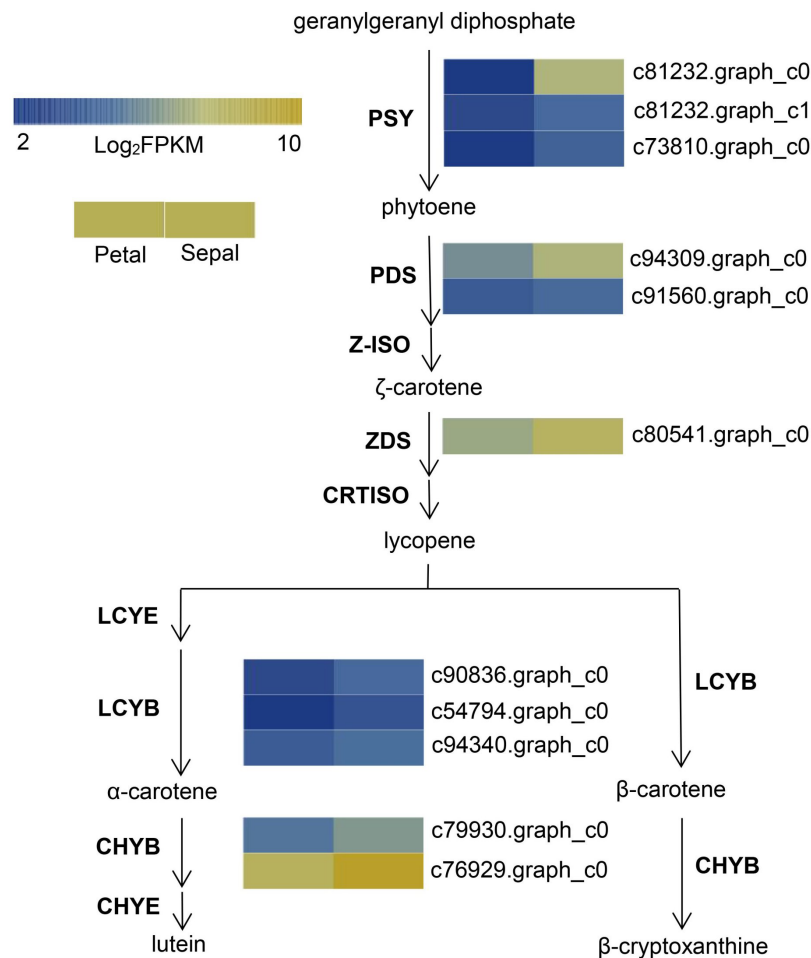 geranylgeranyl diphosphate
2 Log₂FPKM 10
Petal Sepal
PSY
c81232.graph_c0
c81232.graph_c1
c73810.graph_c0
phytoene
PDS
c94309.graph_c0
c91560.graph_c0
Z-ISO
ζ-carotene
ZDS
c80541.graph_c0
CRTISO
lycopene
LCYE
LCYB
c90836.graph_c0
c54794.graph_c0
c94340.graph_c0
LCYB
α-carotene
β-carotene
CHYB
c79930.graph_c0
c76929.graph_c0
CHYB
CHYE
lutein
β-cryptoxanthine